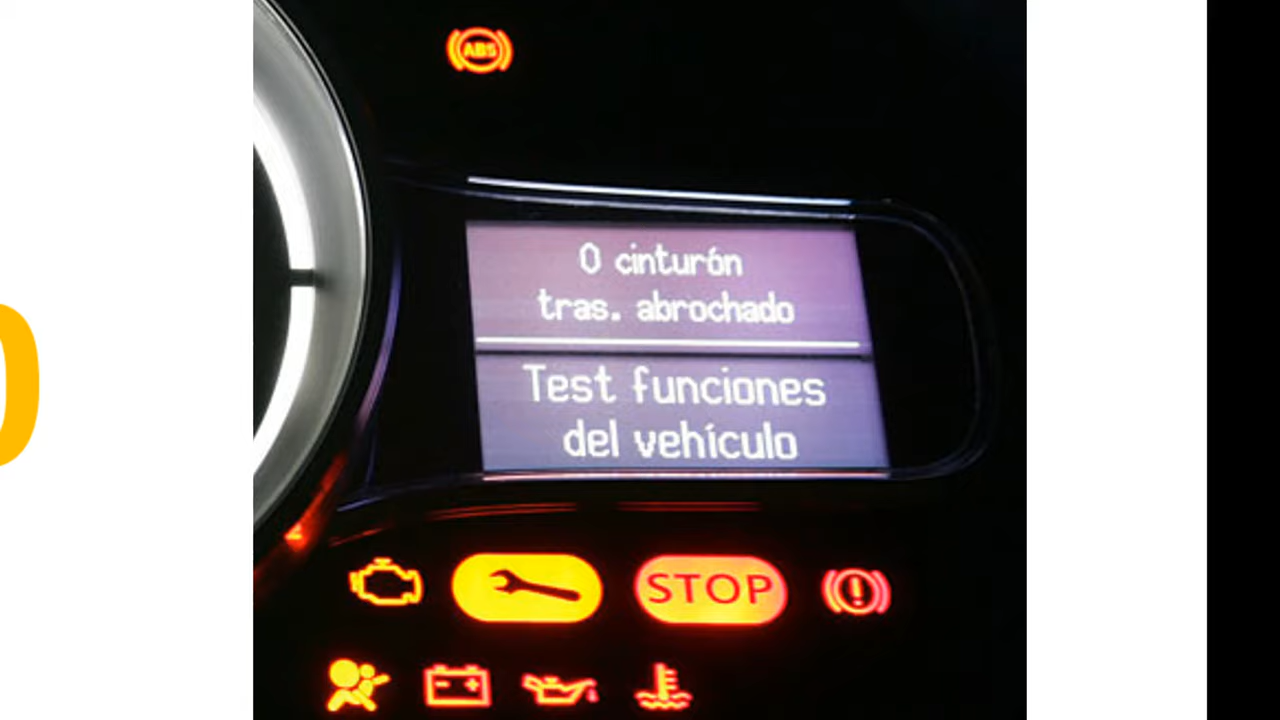 ABS
0 cinturón
tras. abrochado
Test funciones
del vehículo
STOP